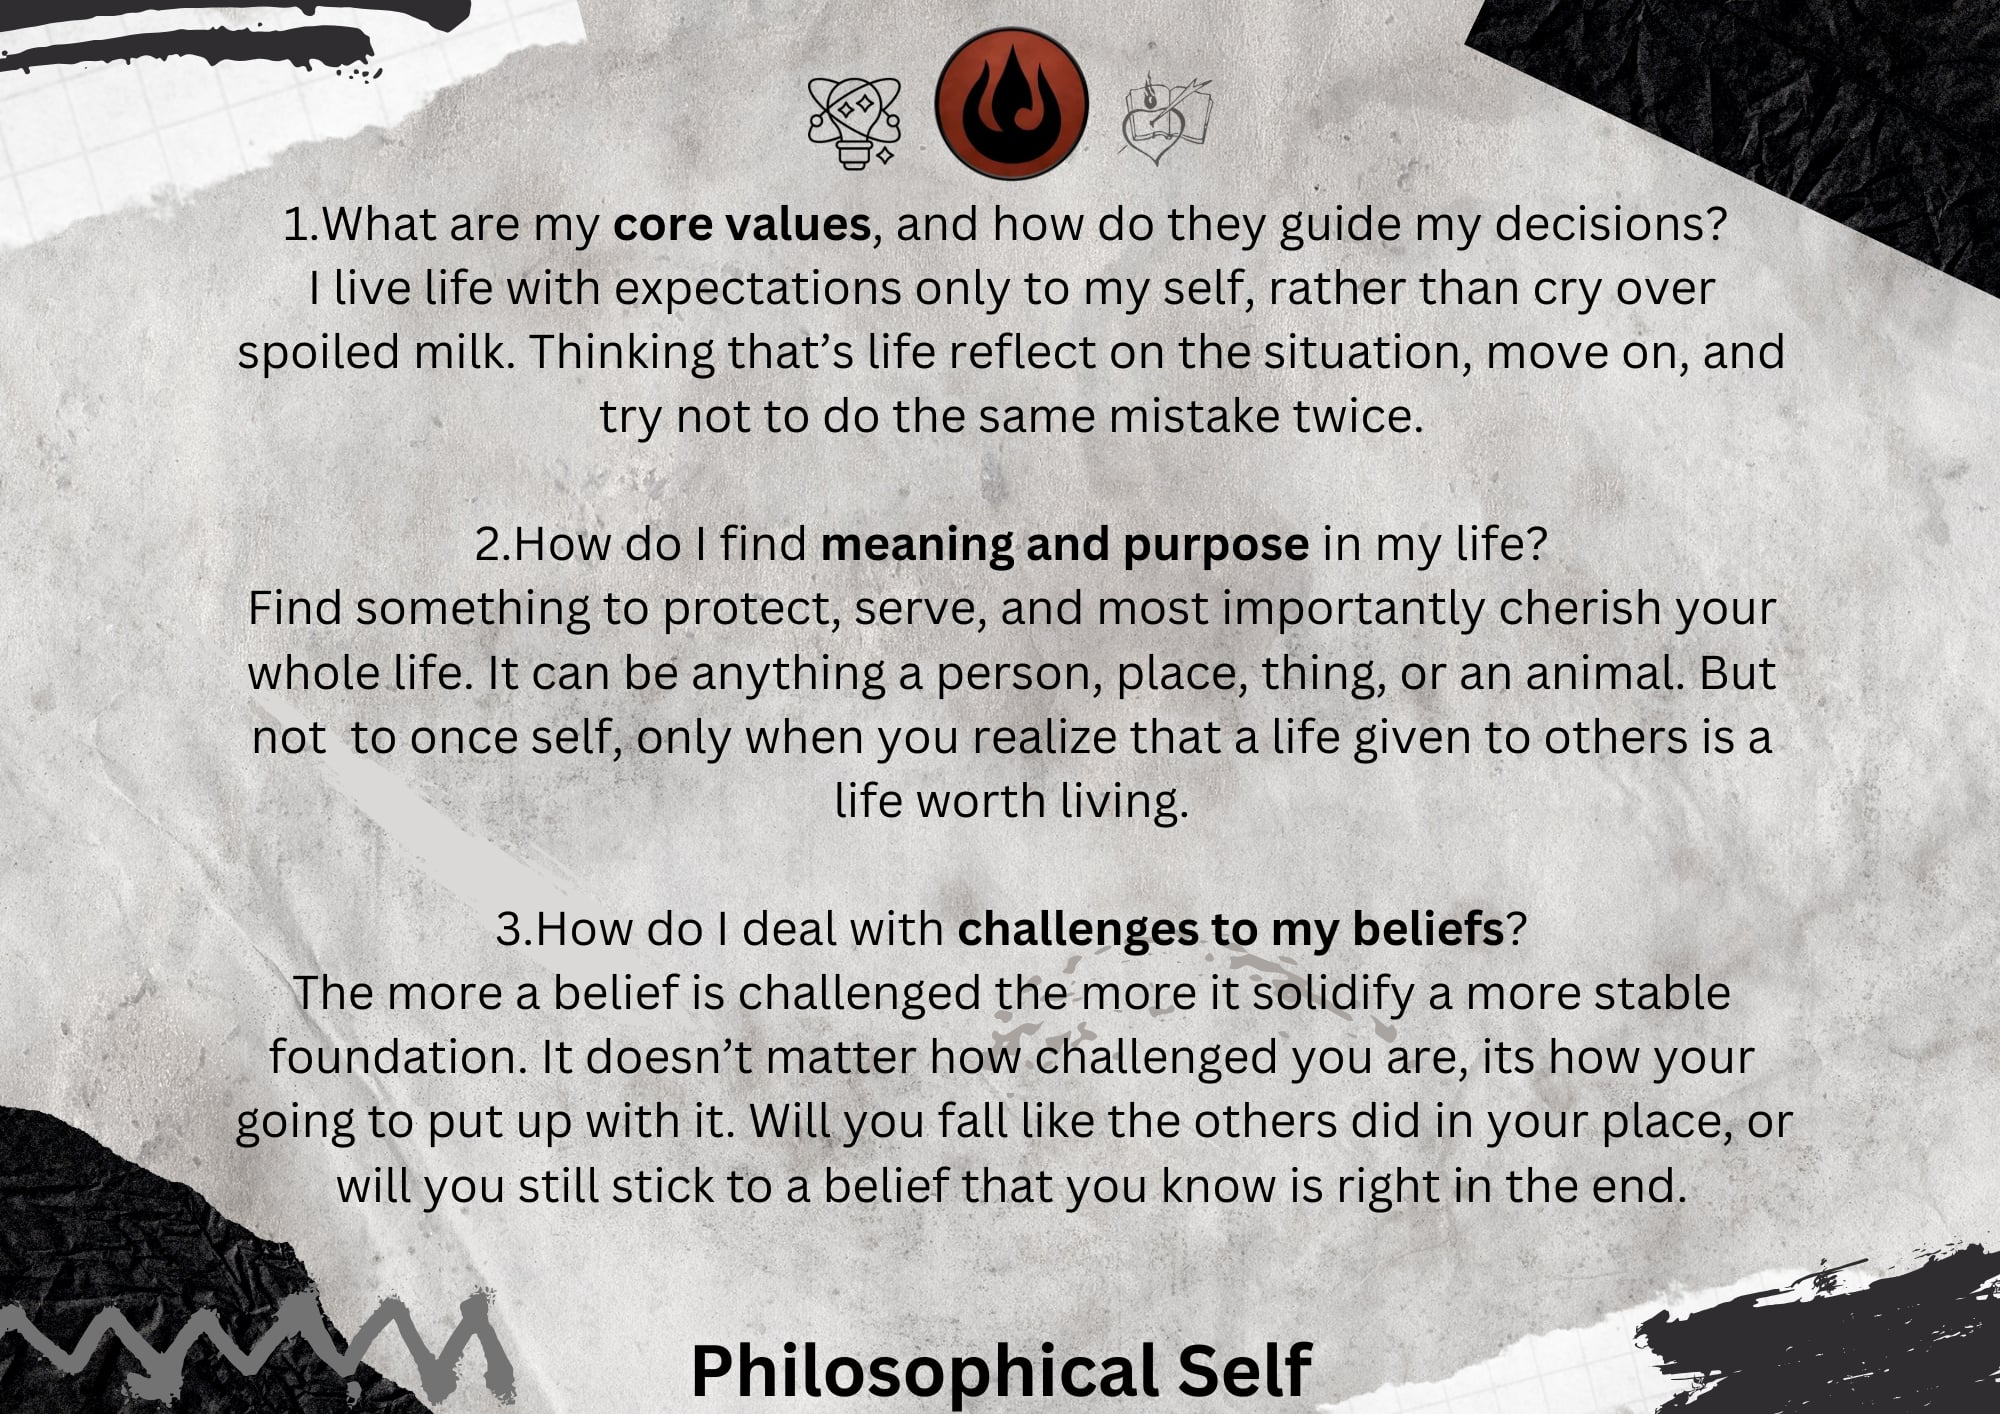 1.What are my core values, and how do they guide my decisions?
I live life with expectations only to my self, rather than cry over
spoiled milk. Thinking that’s life reflect on the situation, move on, and
try not to do the same mistake twice.
2.How do I find meaning and purpose in my life?
Find something to protect, serve, and most importantly cherish your
whole life. It can be anything a person, place, thing, or an animal. But
not  to once self, only when you realize that a life given to others is a
life worth living.
3.How do I deal with challenges to my beliefs?
The more a belief is challenged the more it solidify a more stable
foundation. It doesn’t matter how challenged you are, its how your
going to put up with it. Will you fall like the others did in your place, or
will you still stick to a belief that you know is right in the end.
Philosophical Self